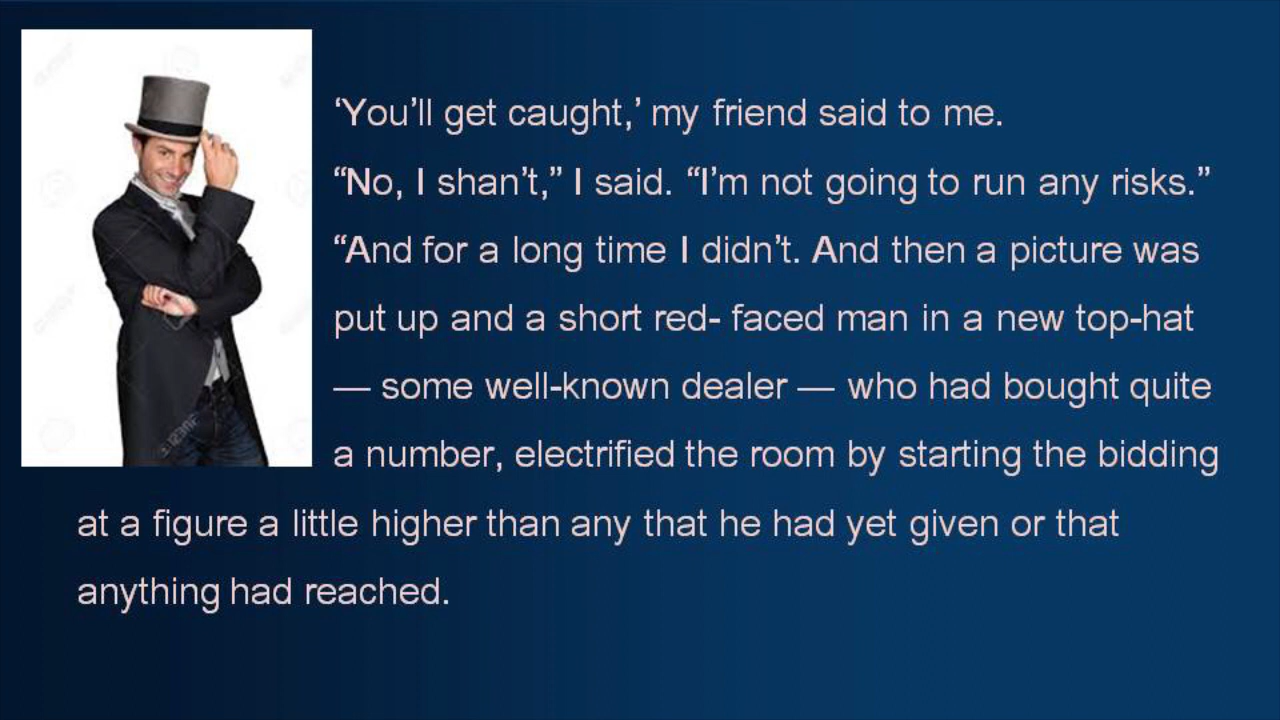 ‘You’ll get caught,’ my friend said to me.
“No, I shan’t,” I said. “I’m not going to run any risks.”
“And for a long time I didn’t. And then a picture was
put up and a short red- faced man in a new top-hat
— some well-known dealer — who had bought quite
a number, electrified the room by starting the bidding
at a figure a little higher than any that he had yet given or that
anything had reached.